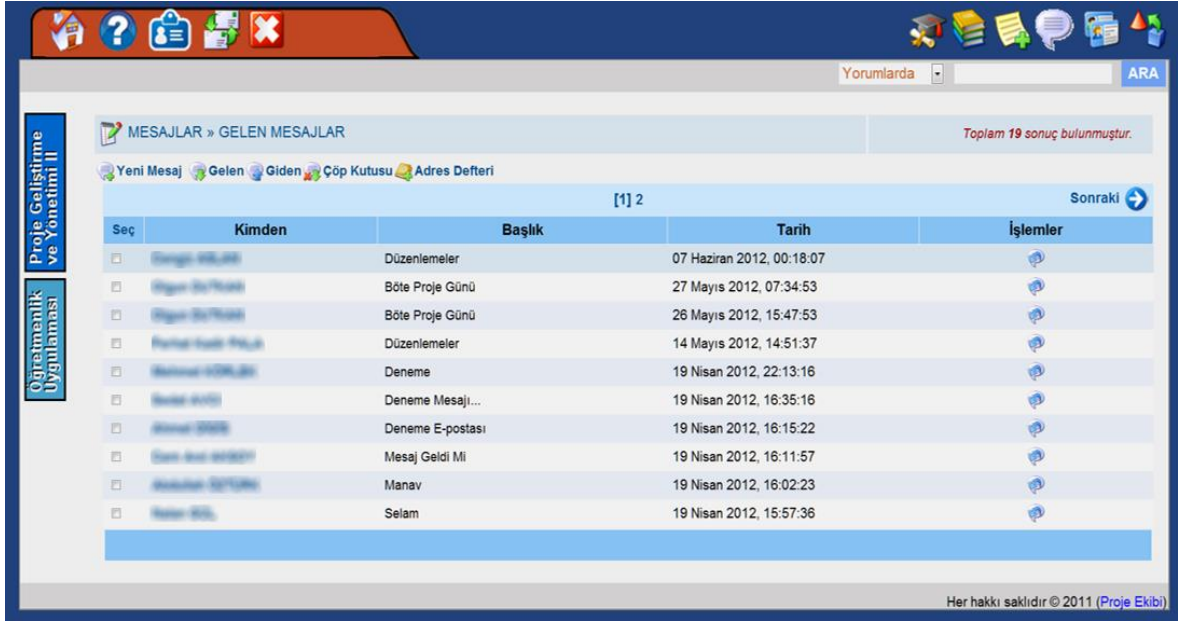 Yorumlarda ARA
Proje Geliştirme
ve Yönetimi II
Öğretmenlik
Uygulaması
MESAJLAR » GELEN MESAJLAR Toplam 19 sonuç bulunmuştur.
Yeni Mesaj Gelen Giden Çöp Kutusu Adres Defteri
[1] 2 Sonraki
Seç Kimden Başlık Tarih İşlemler
Düzenlemeler 07 Haziran 2012, 00:18:07
Böte Proje Günü 27 Mayıs 2012, 07:34:53
Böte Proje Günü 26 Mayıs 2012, 15:47:53
Düzenlemeler 14 Mayıs 2012, 14:51:37
Deneme 19 Nisan 2012, 22:13:16
Deneme Mesajı... 19 Nisan 2012, 16:35:16
Deneme E-postası 19 Nisan 2012, 16:15:22
Mesaj Geldi Mi 19 Nisan 2012, 16:11:57
Manav 19 Nisan 2012, 16:02:23
Selam 19 Nisan 2012, 15:57:36
Her hakkı saklıdır © 2011 (Proje Ekibi)